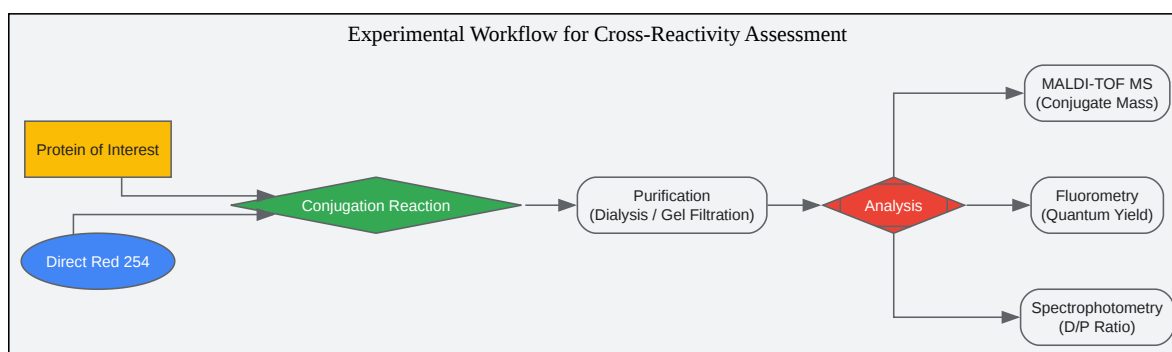 Experimental Workflow for Cross-Reactivity Assessment
Protein of Interest
Direct Red 254
Conjugation Reaction
Purification
(Dialysis / Gel Filtration)
Analysis
MALDI-TOF MS
(Conjugate Mass)
Fluorometry
(Quantum Yield)
Spectrophotometry
(D/P Ratio)